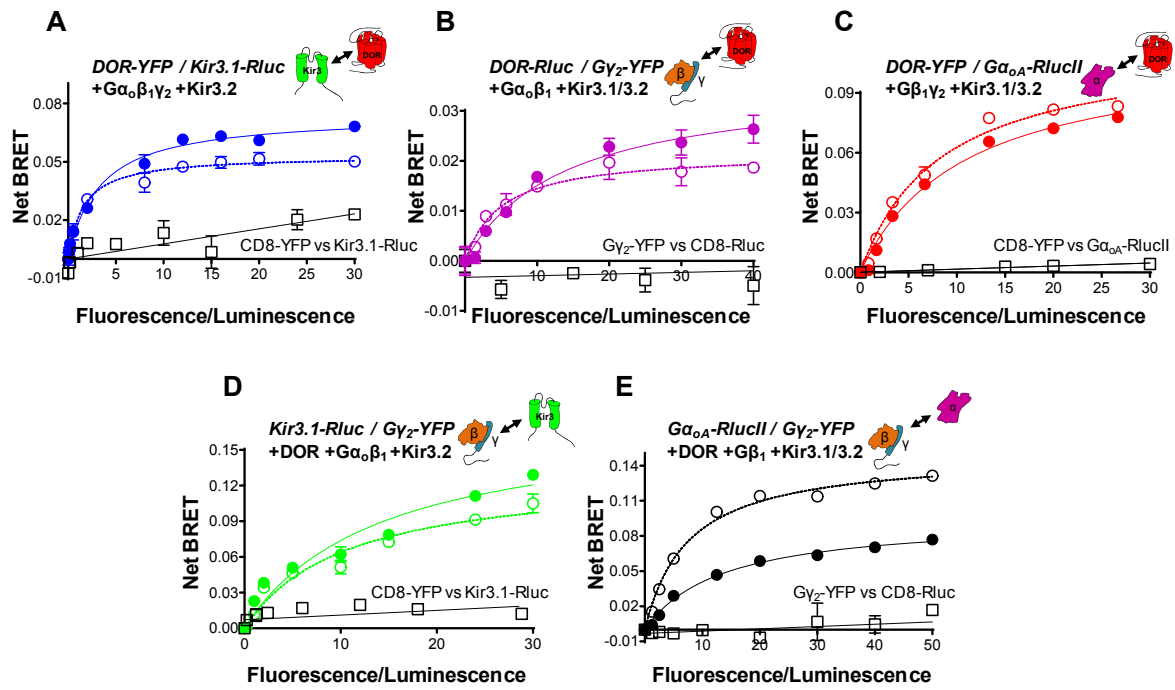 A
DOR-YFP / Kir3.1-Rluc
+Gαoβ1γ2 +Kir3.2
Kir3
DOR
Net BRET
0.08
0.05
0.02
-0.01
5
10
15
20
25
30
CD8-YFP vs Kir3.1-Rluc
Fluorescence/Luminescence
B
DOR-Rluc / Gγ2-YFP
+Gαoβ1 + Kir3.1/3.2
β
γ
DOR
Net BRET
0.03
0.02
0.01
0.000
-0.01
10
20
30
40
Gγ2-YFP vs CD8-Rluc
Fluorescence/Luminescence
C
DOR-YFP / GαoA-RlucII
+Gβ1γ2 +Kir3.1/3.2
α
DOR
Net BRET
0.09
0.06
0.03
0.00
0
5
10
15
20
25
30
CD8-YFP vs GαoA-RlucII
Fluorescence/Luminescence
D
Kir3.1-Rluc / Gγ2-YFP
+DOR +Gαoβ1 +Kir3.2
β
γ
Kir3
Net BRET
0.15
0.12
0.09
0.06
0.03
0.00
0
10
20
30
CD8-YFP vs Kir3.1-Rluc
Fluorescence/Luminescence
E
GαoA-RlucII / Gγ2-YFP
+DOR +Gβ1 +Kir3.1/3.2
β
γ
α
Net BRET
0.14
0.11
0.08
0.05
0.02
-0.01
0
10
20
30
40
50
Gγ2-YFP vs CD8-Rluc
Fluorescence/Luminescence